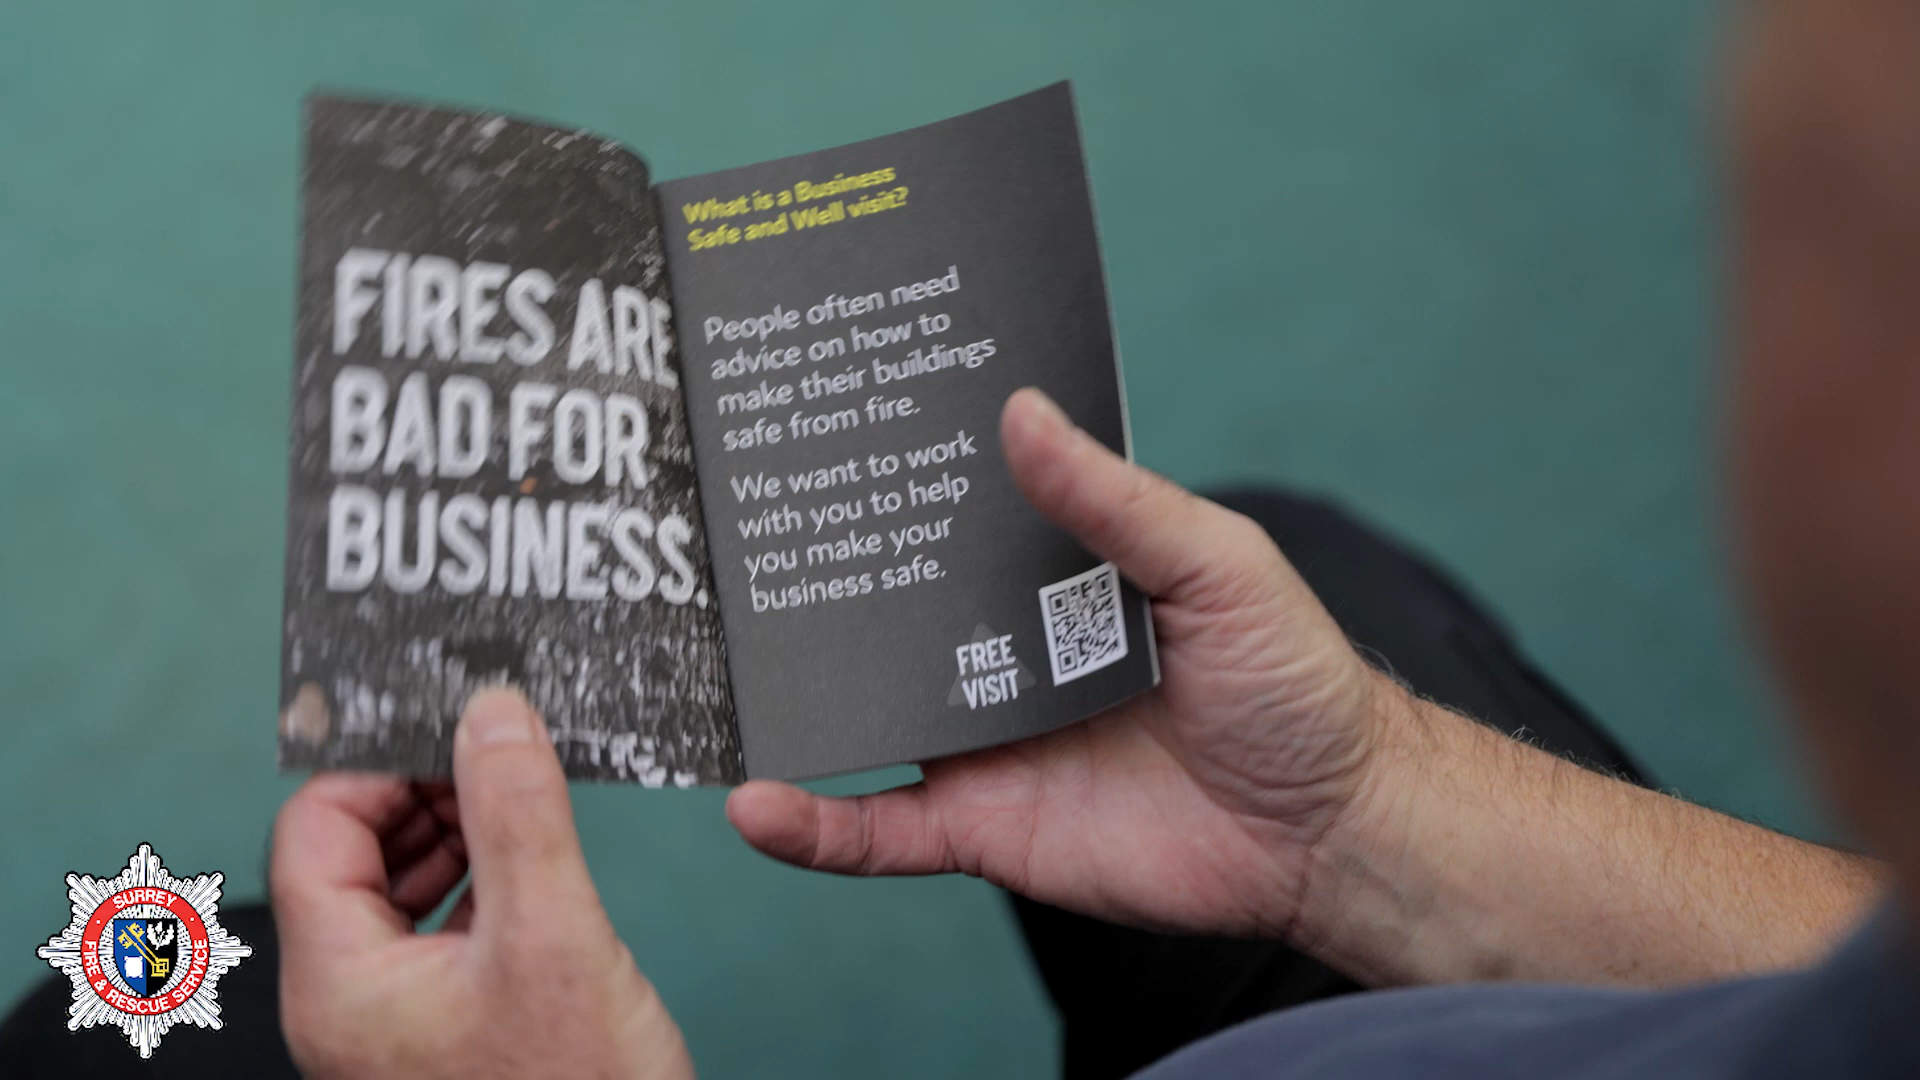 FIRES ARE
BAD FOR
BUSINESS.
What is a Business
Safe and Well visit?
People often need
advice on how to
make their buildings
safe from fire.
We want to work
with you to help
you make your
business safe.
FREE
VISIT
SURREY
FIRE & RESCUE SERVICE